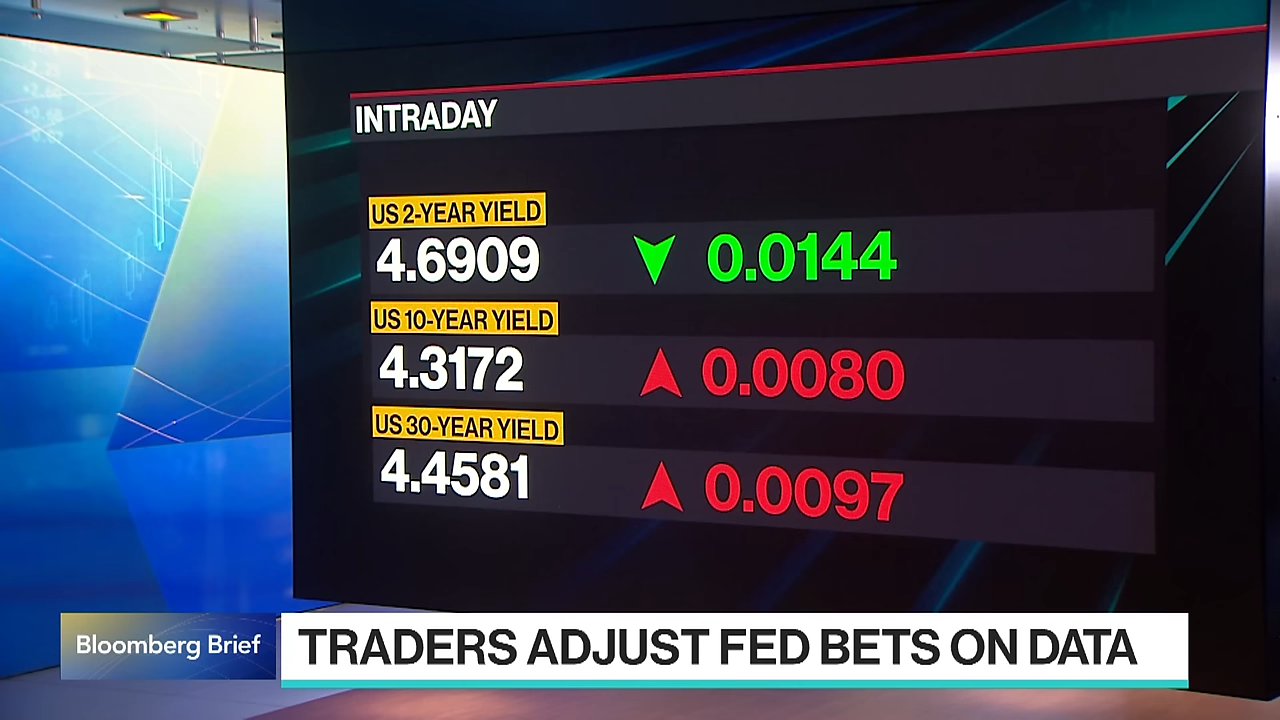 INTRADAY
US 2-YEAR YIELD
4.6909 0.0144
US 10-YEAR YIELD
4.3172 0.0080
US 30-YEAR YIELD
4.4581 0.0097
Bloomberg Brief
TRADERS ADJUST FED BETS ON DATA